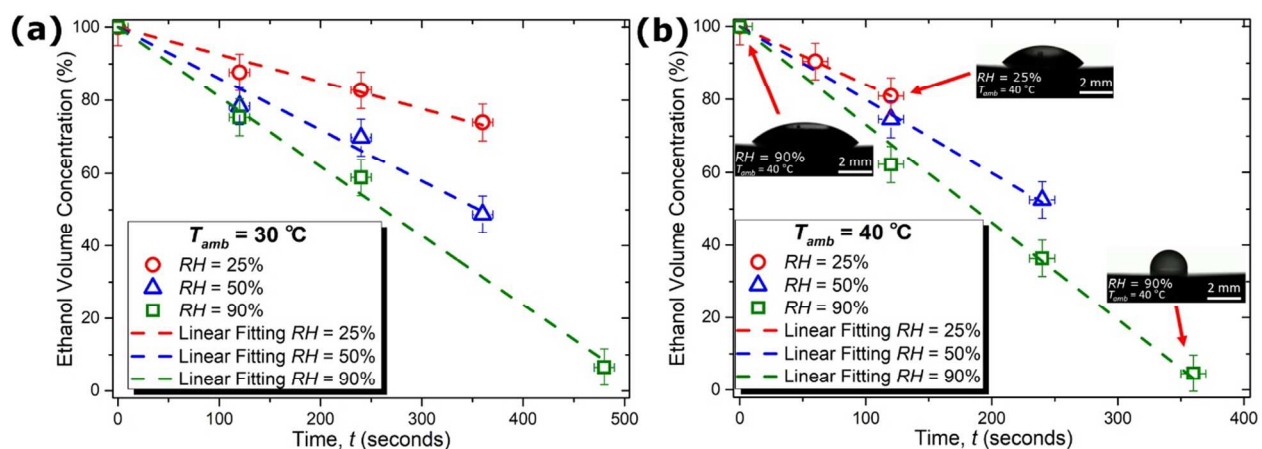 (a)
Ethanol Volume Concentration (%)
100
80
60
40
20
0
T_amb = 30 °C
RH = 25%
RH = 50%
RH = 90%
Linear Fitting RH = 25%
Linear Fitting RH = 50%
Linear Fitting RH = 90%
0 100 200 300 400 500
Time, t (seconds)
(b)
Ethanol Volume Concentration (%)
100
80
60
40
20
0
RH = 25%
T_amb = 40 °C
2 mm
RH = 90%
T_amb = 40 °C
2 mm
T_amb = 40 °C
RH = 25%
RH = 50%
RH = 90%
Linear Fitting RH = 25%
Linear Fitting RH = 50%
Linear Fitting RH = 90%
RH = 90%
T_amb = 40 °C
2 mm
0 100 200 300 400
Time, t (seconds)